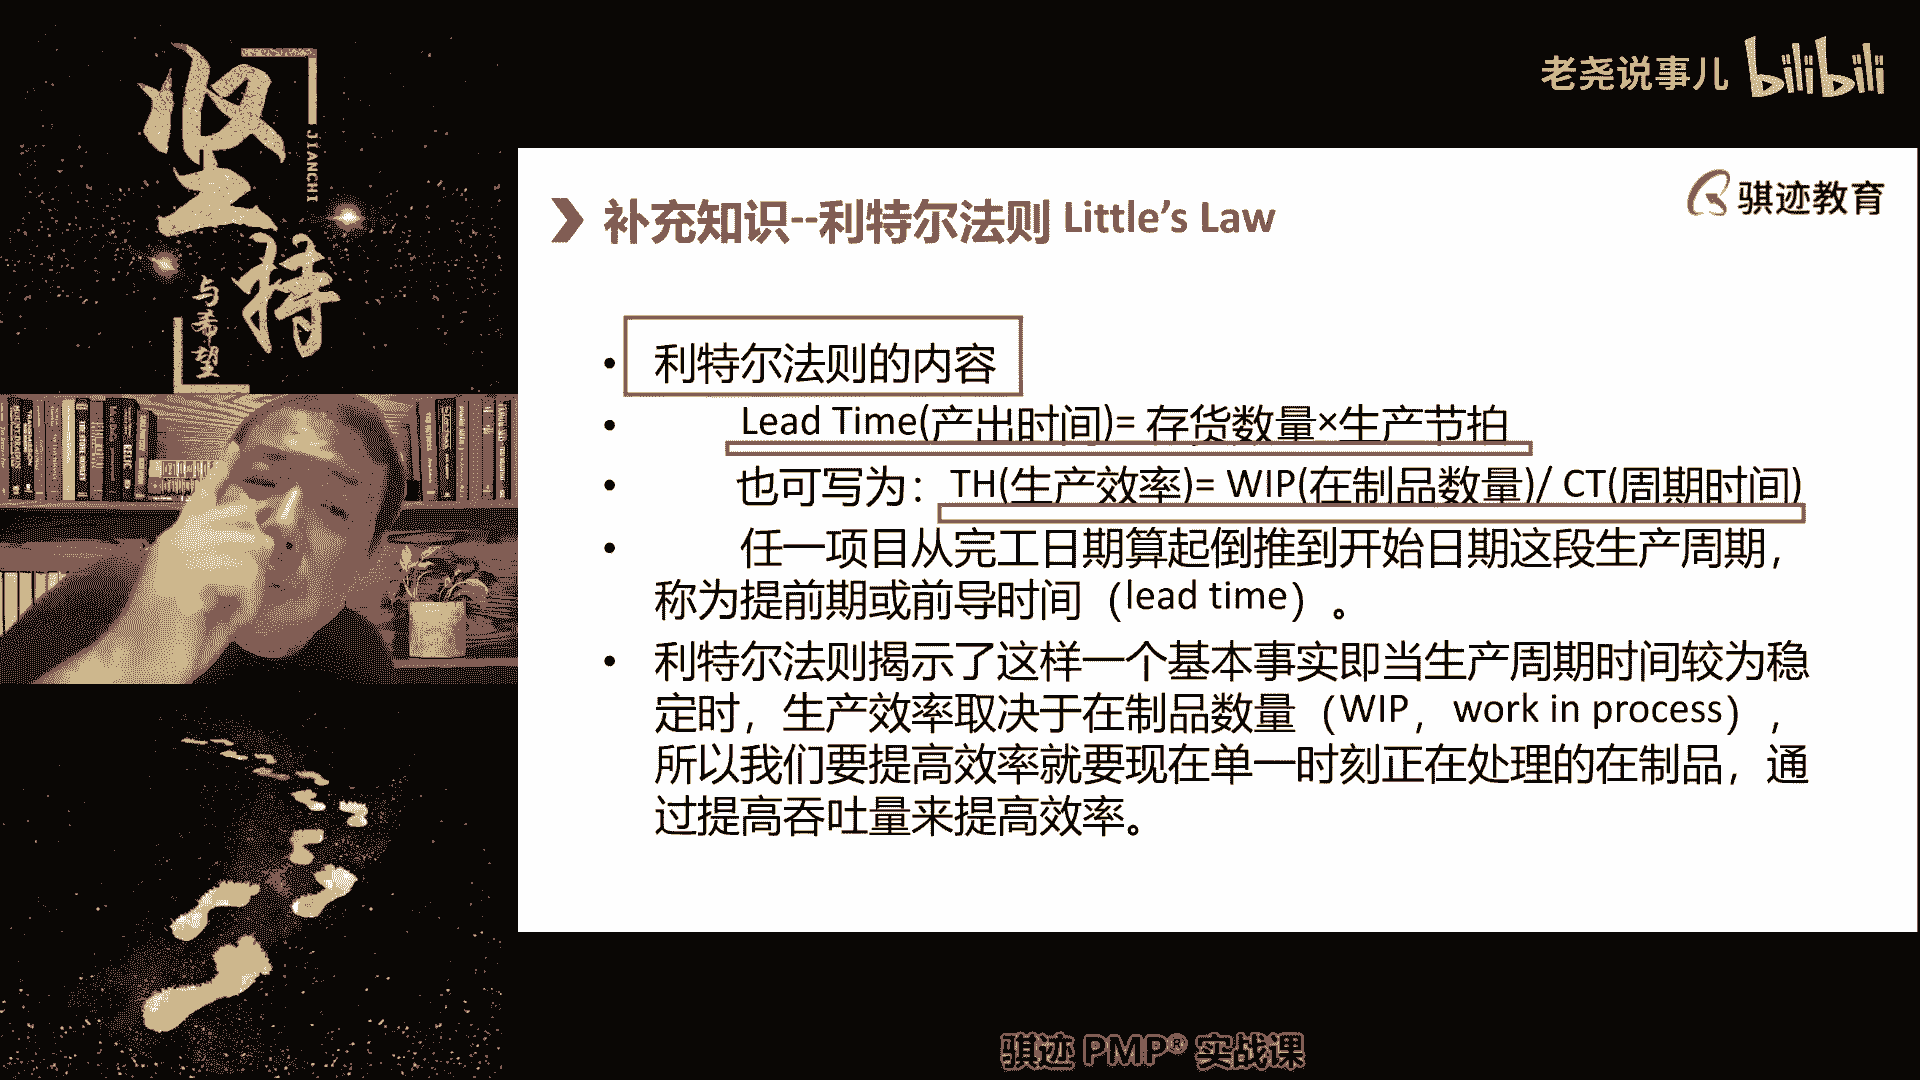 坚持
JIANCHI
与希望
老尧说事儿 bilibili
骐迹教育
补充知识--利特尔法则 Little’s Law
• 利特尔法则的内容
• Lead Time(产出时间)= 存货数量×生产节拍
• 也可写为：TH(生产效率)= WIP(在制品数量)/ CT(周期时间)
• 任一项目从完工日期算起倒推到开始日期这段生产周期，
称为提前期或前导时间（lead time）。
• 利特尔法则揭示了这样一个基本事实即当生产周期时间较为稳
定时，生产效率取决于在制品数量（WIP，work in process），
所以我们要提高效率就要现在单一时刻正在处理的在制品，通
过提高吞吐量来提高效率。
骐迹 PMP® 实战课